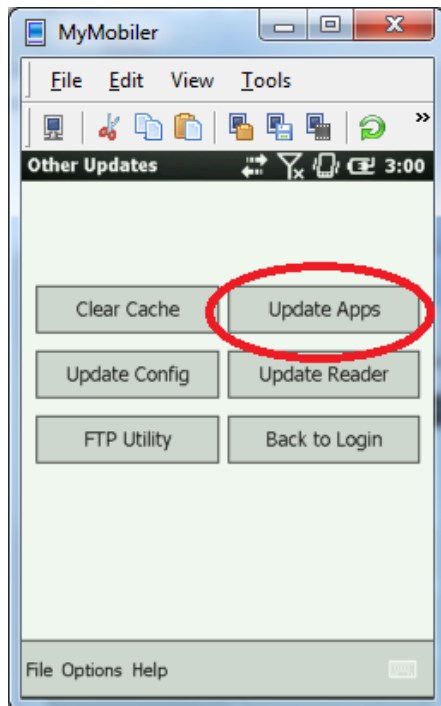 MyMobiler
File Edit View Tools
Other Updates 3:00
Clear Cache Update Apps
Update Config Update Reader
FTP Utility Back to Login
File Options Help